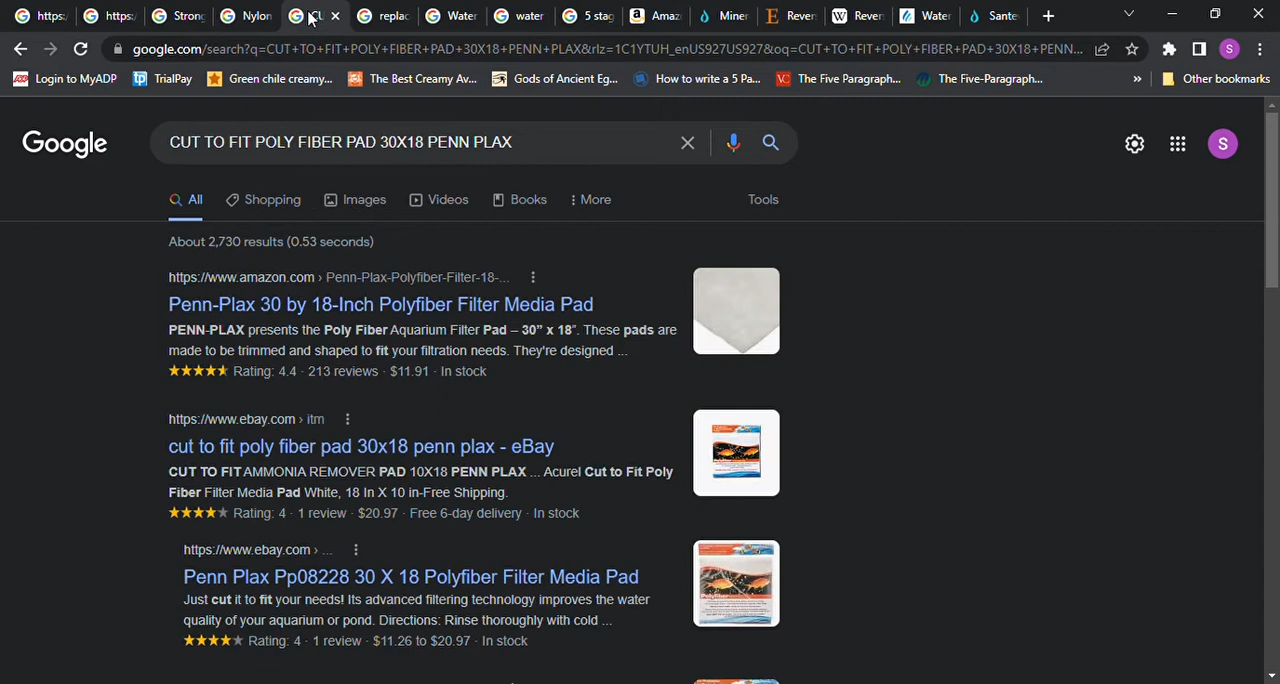 https:
https:
Strong
Nylon
CU
replac
Water
water
5 stag
Amaz
Miner
Rever
Rever
Water
Sante
google.com/search?q=CUT+TO+FIT+POLY+FIBER+PAD+30X18+PENN+PLAX&rlz=1C1YTUH_enUS927US927&oq=CUT+TO+FIT+POLY+FIBER+PAD+30X18+PENN...
S
Login to MyADP
TrialPay
Green chile creamy...
The Best Creamy Av...
Gods of Ancient Eg...
How to write a 5 Pa...
The Five Paragraph...
The Five-Paragraph...
»
Other bookmarks
Google
CUT TO FIT POLY FIBER PAD 30X18 PENN PLAX
S
All
Shopping
Images
Videos
Books
More
Tools
About 2,730 results (0.53 seconds)
https://www.amazon.com › Penn-Plax-Polyfiber-Filter-18-...
Penn-Plax 30 by 18-Inch Polyfiber Filter Media Pad
PENN-PLAX presents the Poly Fiber Aquarium Filter Pad – 30” x 18”. These pads are
made to be trimmed and shaped to fit your filtration needs. They're designed ...
Rating: 4.4 · 213 reviews · $11.91 · In stock
https://www.ebay.com › itm
cut to fit poly fiber pad 30x18 penn plax - eBay
CUT TO FIT AMMONIA REMOVER PAD 10X18 PENN PLAX ... Acurel Cut to Fit Poly
Fiber Filter Media Pad White, 18 In X 10 in-Free Shipping.
Rating: 4 · 1 review · $20.97 · Free 6-day delivery · In stock
https://www.ebay.com › ...
Penn Plax Pp08228 30 X 18 Polyfiber Filter Media Pad
Just cut it to fit your needs! Its advanced filtering technology improves the water
quality of your aquarium or pond. Directions: Rinse thoroughly with cold ...
Rating: 4 · 1 review · $11.26 to $20.97 · In stock